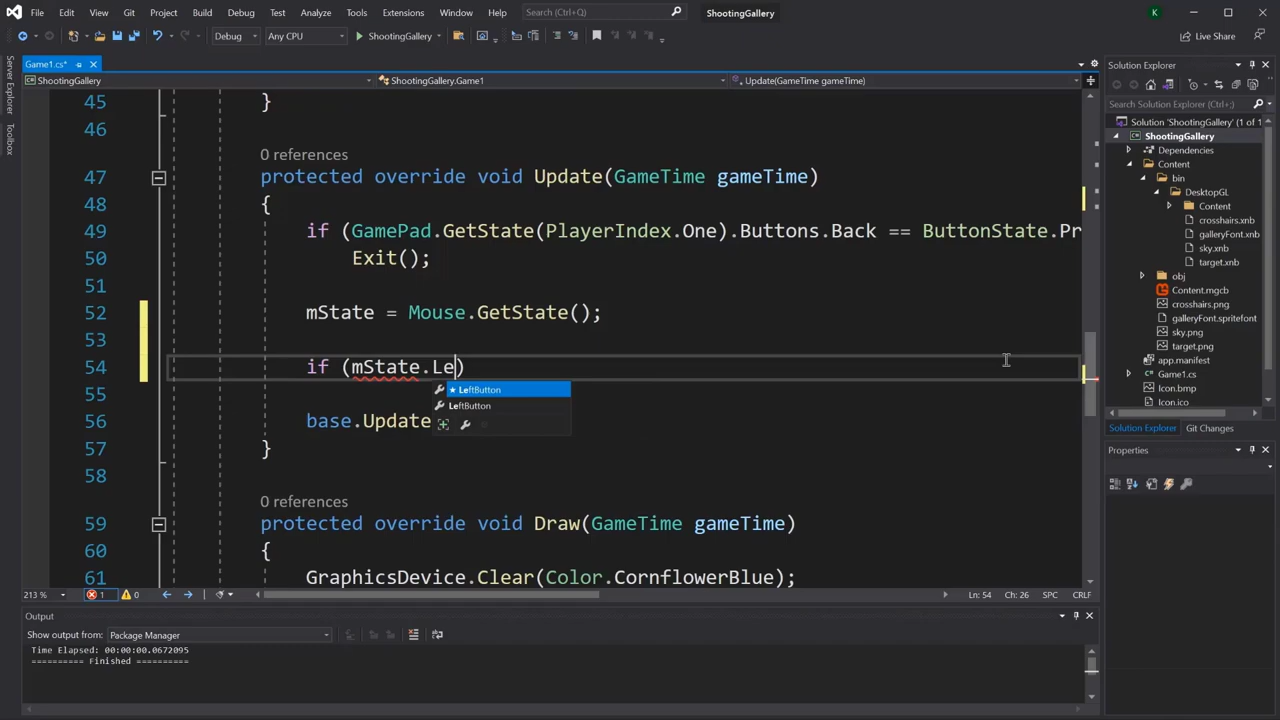 File Edit View Git Project Build Debug Test Analyze Tools Extensions Window Help Search (Ctrl+Q) ShootingGallery K
Debug Any CPU ShootingGallery Live Share
Server Explorer
Toolbox
Game1.cs*
ShootingGallery ShootingGallery.Game1 Update(GameTime gameTime)
45 }
46
0 references
47 protected override void Update(GameTime gameTime)
48 {
49 if (GamePad.GetState(PlayerIndex.One).Buttons.Back == ButtonState.Pr
50 Exit();
51
52 mState = Mouse.GetState();
53
54 if (mState.Le)
★ LeftButton
55 LeftButton
56 base.Update
57 }
58
0 references
59 protected override void Draw(GameTime gameTime)
60 {
61 GraphicsDevice.Clear(Color.CornflowerBlue);
213 % 1 0 Ln: 54 Ch: 26 SPC CRLF
Output
Show output from: Package Manager
Time Elapsed: 00:00:00.0672095
========== Finished ==========
Solution Explorer
Search Solution Explorer (Ctrl+;)
Solution 'ShootingGallery' (1 of 1)
ShootingGallery
Dependencies
Content
bin
DesktopGL
Content
crosshairs.xnb
galleryFont.xnb
sky.xnb
target.xnb
obj
Content.mgcb
crosshairs.png
galleryFont.spritefont
sky.png
target.png
app.manifest
Game1.cs
Icon.bmp
Icon.ico
Solution Explorer Git Changes
Properties